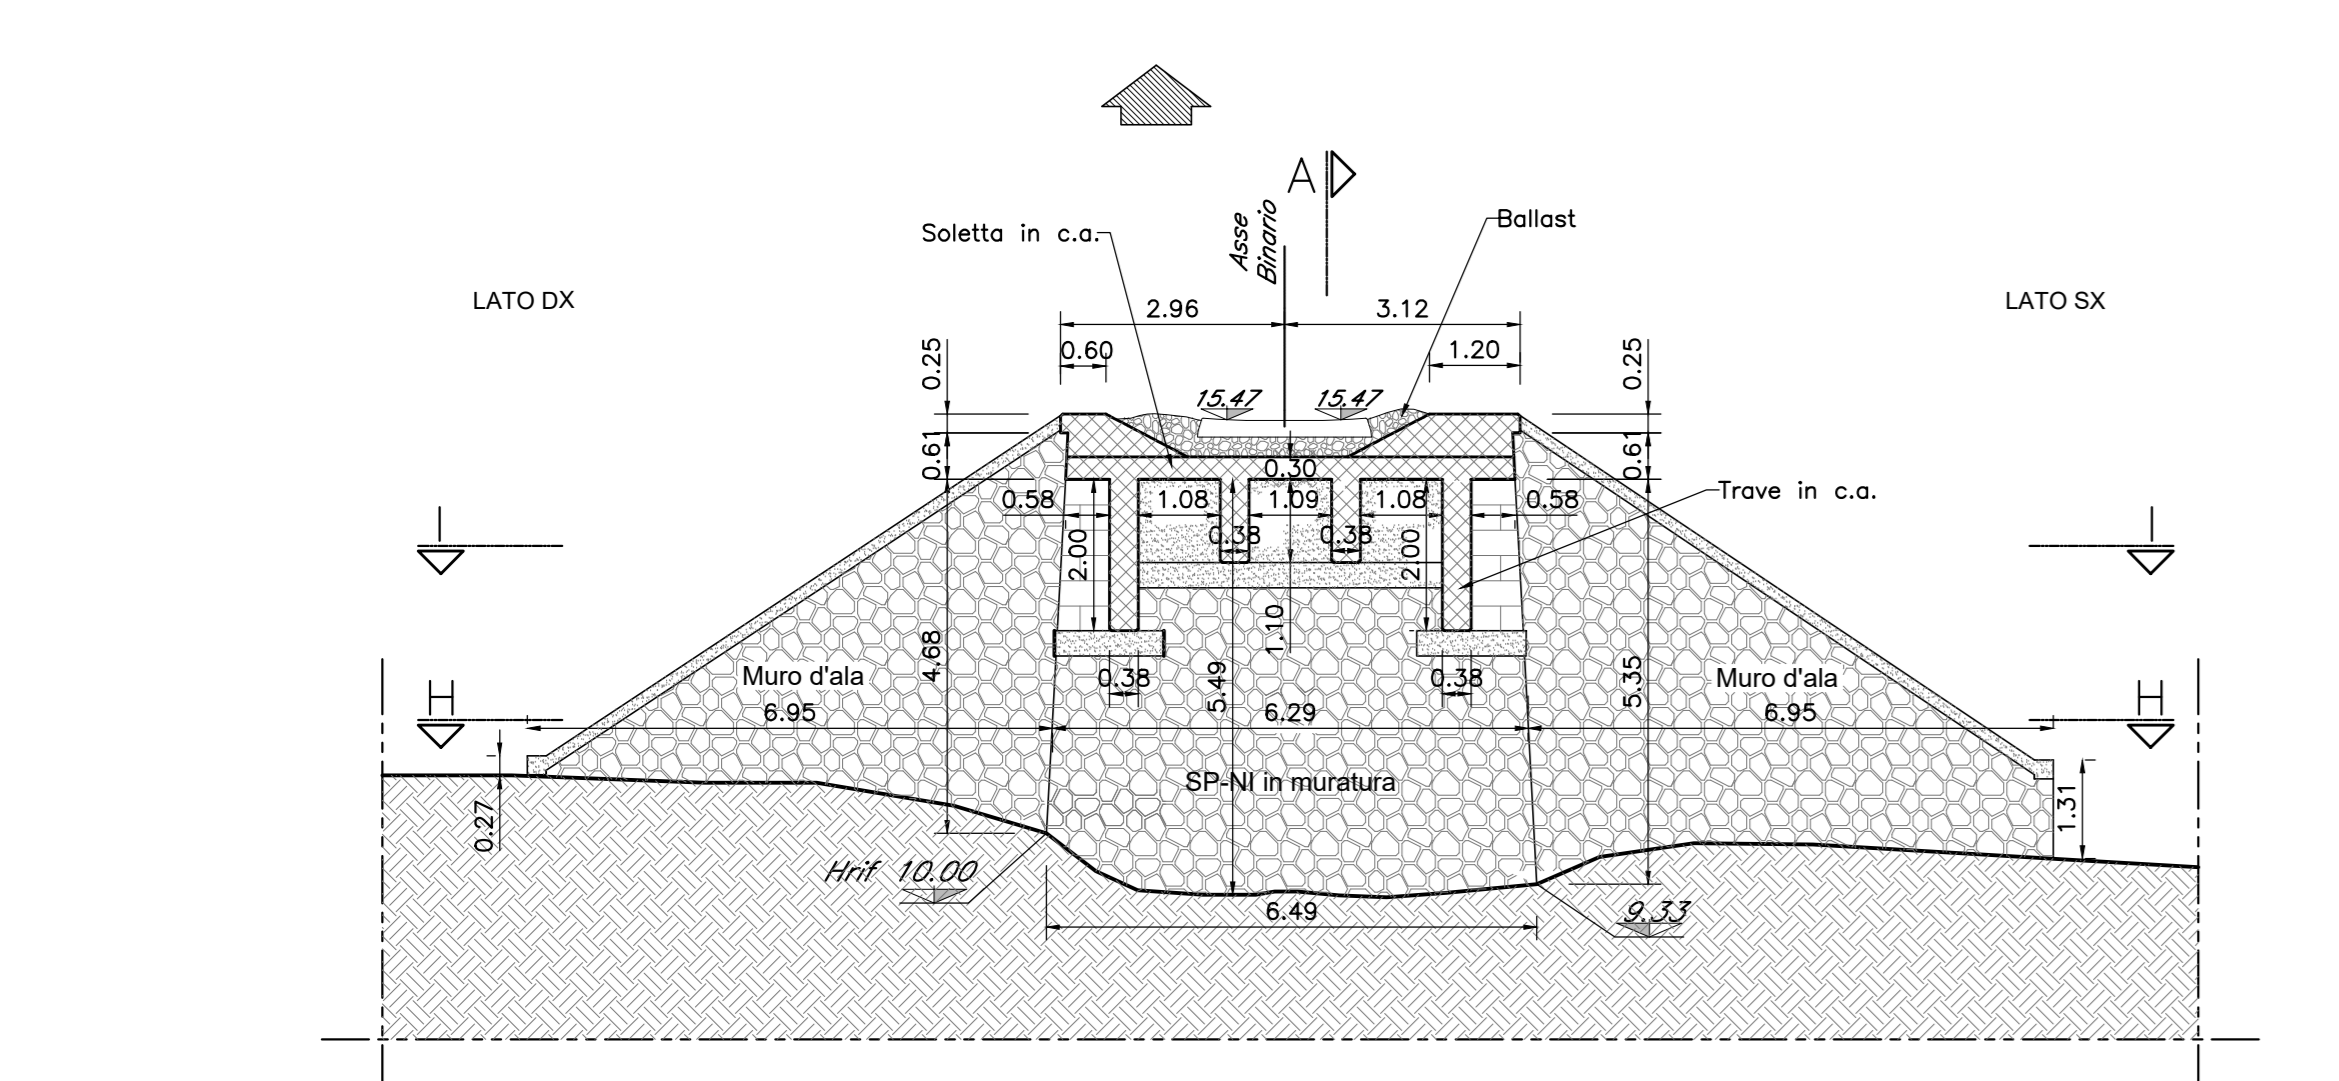 A
Asse
Binario
Soletta in c.a.
Ballast
LATO DX
LATO SX
2.96
3.12
0.60
1.20
0.25
0.25
15.47
15.47
0.61
0.61
0.30
0.58
1.08
1.09
1.08
0.58
Trave in c.a.
0.38
0.38
2.00
2.00
1.10
4.68
5.49
5.35
Muro d'ala
6.95
0.38
0.38
6.29
Muro d'ala
6.95
I
I
H
H
SP-NI in muratura
0.27
1.31
Hrif 10.00
6.49
9.33